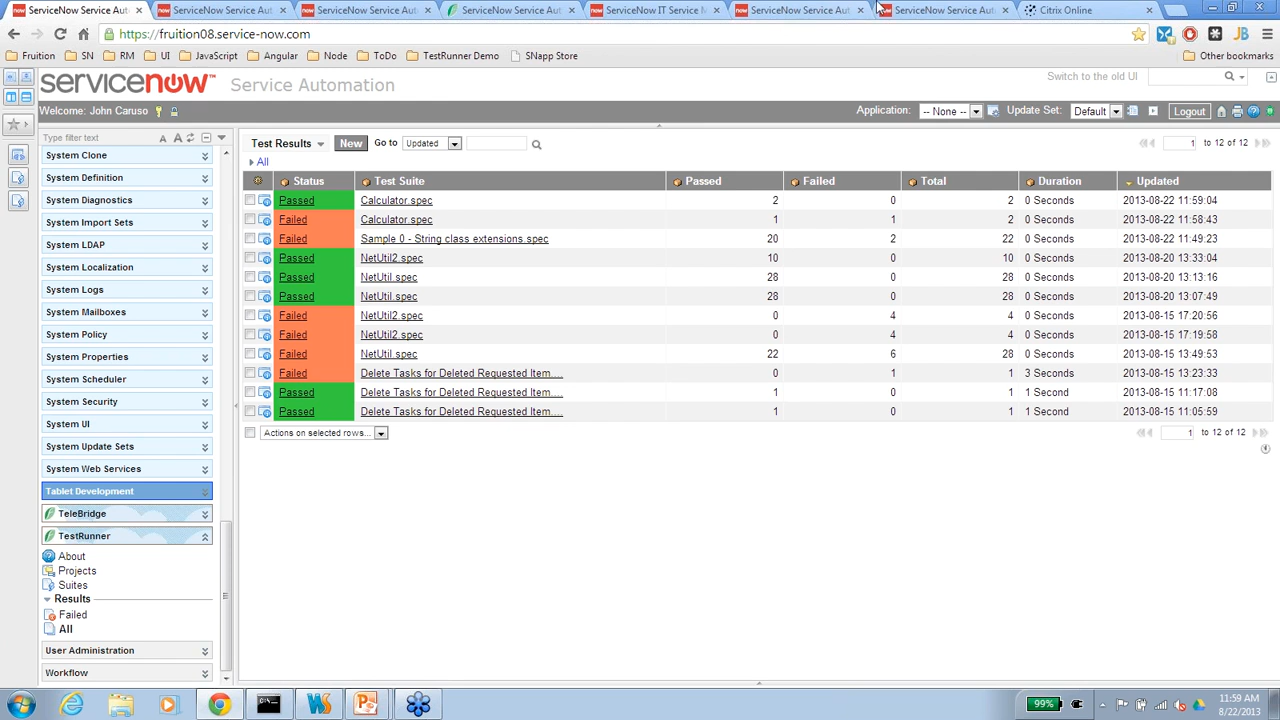 ServiceNow Service Aut
ServiceNow Service Aut
ServiceNow Service Aut
ServiceNow Service Aut
ServiceNow IT Service M
ServiceNow Service Aut
ServiceNow Service Aut
Citrix Online
https://fruition08.service-now.com
Fruition
SN
RM
UI
JavaScript
Angular
Node
ToDo
TestRunner Demo
SNapp Store
Other bookmarks
servicenow™ Service Automation
Switch to the old UI
Welcome: John Caruso
Application: -- None --
Update Set: Default
Logout
Type filter text
System Clone
System Definition
System Diagnostics
System Import Sets
System LDAP
System Localization
System Logs
System Mailboxes
System Policy
System Properties
System Scheduler
System Security
System UI
System Update Sets
System Web Services
Tablet Development
TeleBridge
TestRunner
About
Projects
Suites
Results
Failed
All
User Administration
Workflow
Test Results New Go to Updated 1 to 12 of 12
All
Status Test Suite Passed Failed Total Duration Updated
Passed Calculator.spec 2 0 2 0 Seconds 2013-08-22 11:59:04
Failed Calculator.spec 1 1 2 0 Seconds 2013-08-22 11:58:43
Failed Sample 0 - String class extensions.spec 20 2 22 0 Seconds 2013-08-22 11:49:23
Passed NetUtil2.spec 10 0 10 0 Seconds 2013-08-20 13:33:04
Passed NetUtil.spec 28 0 28 0 Seconds 2013-08-20 13:13:16
Passed NetUtil.spec 28 0 28 0 Seconds 2013-08-20 13:07:49
Failed NetUtil2.spec 0 4 4 0 Seconds 2013-08-15 17:20:56
Failed NetUtil2.spec 0 4 4 0 Seconds 2013-08-15 17:19:58
Failed NetUtil.spec 22 6 28 0 Seconds 2013-08-15 13:49:53
Failed Delete Tasks for Deleted Requested Item.... 0 1 1 3 Seconds 2013-08-15 13:23:33
Passed Delete Tasks for Deleted Requested Item.... 1 0 1 1 Second 2013-08-15 11:17:08
Passed Delete Tasks for Deleted Requested Item.... 1 0 1 1 Second 2013-08-15 11:05:59
Actions on selected rows... 1 to 12 of 12
99%
11:59 AM
8/22/2013